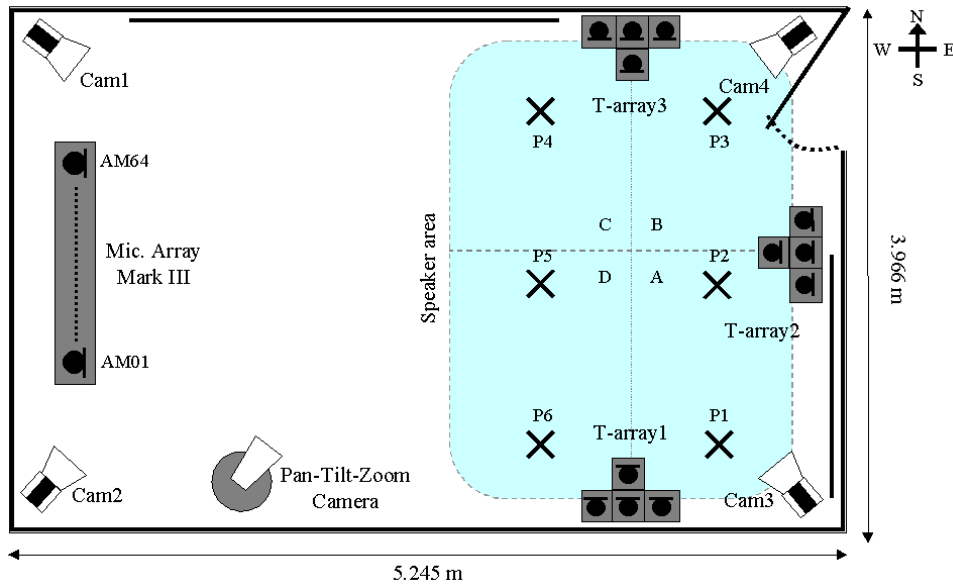 N
W E
S
Cam1
Cam4
T-array3
P4
P3
AM64
C B
Mic. Array
Mark III
Speaker area
P5
P2
D A
3.966 m
T-array2
AM01
P6
T-array1
P1
Pan-Tilt-Zoom
Camera
Cam2
Cam3
5.245 m